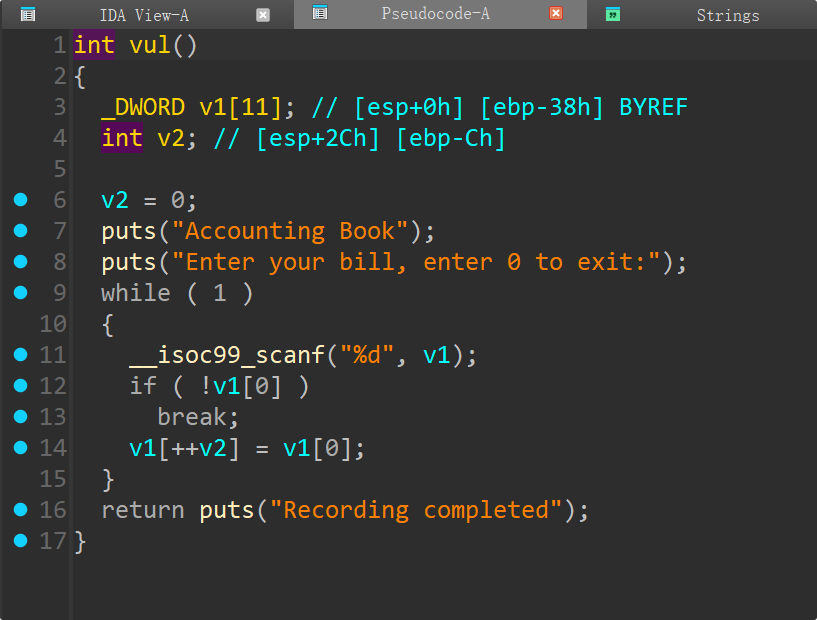 IDA View-A Pseudocode-A Strings
1 int vul()
2 {
3   _DWORD v1[11]; // [esp+0h] [ebp-38h] BYREF
4   int v2; // [esp+2Ch] [ebp-Ch]
5
6   v2 = 0;
7   puts("Accounting Book");
8   puts("Enter your bill, enter 0 to exit:");
9   while ( 1 )
10   {
11     __isoc99_scanf("%d", v1);
12     if ( !v1[0] )
13       break;
14     v1[++v2] = v1[0];
15   }
16   return puts("Recording completed");
17 }